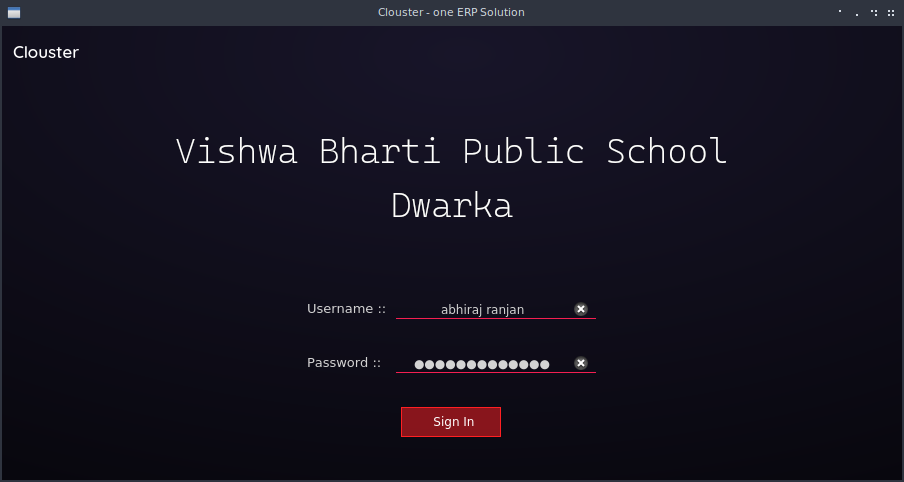 Clouster - one ERP Solution
Clouster
Vishwa Bharti Public School
Dwarka
Username :: abhiraj ranjan
Password :: ●●●●●●●●●●●●●
Sign In